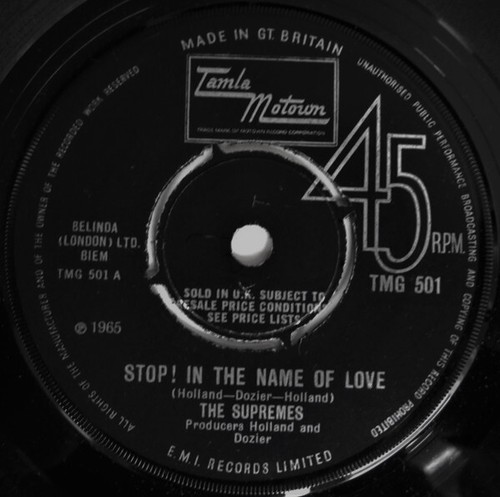 MADE IN GT. BRITAIN
Tamla
Motown
TRADE MARK OF MOTOWN RECORD CORPORATION
45
R.P.M.
TMG 501
BELINDA
(LONDON) LTD.
BIEM
TMG 501 A
SOLD IN U.K. SUBJECT TO
RESALE PRICE CONDITIONS
SEE PRICE LISTS
℗ 1965
STOP! IN THE NAME OF LOVE
(Holland—Dozier—Holland)
THE SUPREMES
Producers Holland and
Dozier
E.M.I. RECORDS LIMITED
ALL RIGHTS OF THE MANUFACTURER AND OF THE OWNER OF THE RECORDED WORK RESERVED
UNAUTHORISED PUBLIC PERFORMANCE BROADCASTING AND COPYING OF THIS RECORD PROHIBITED